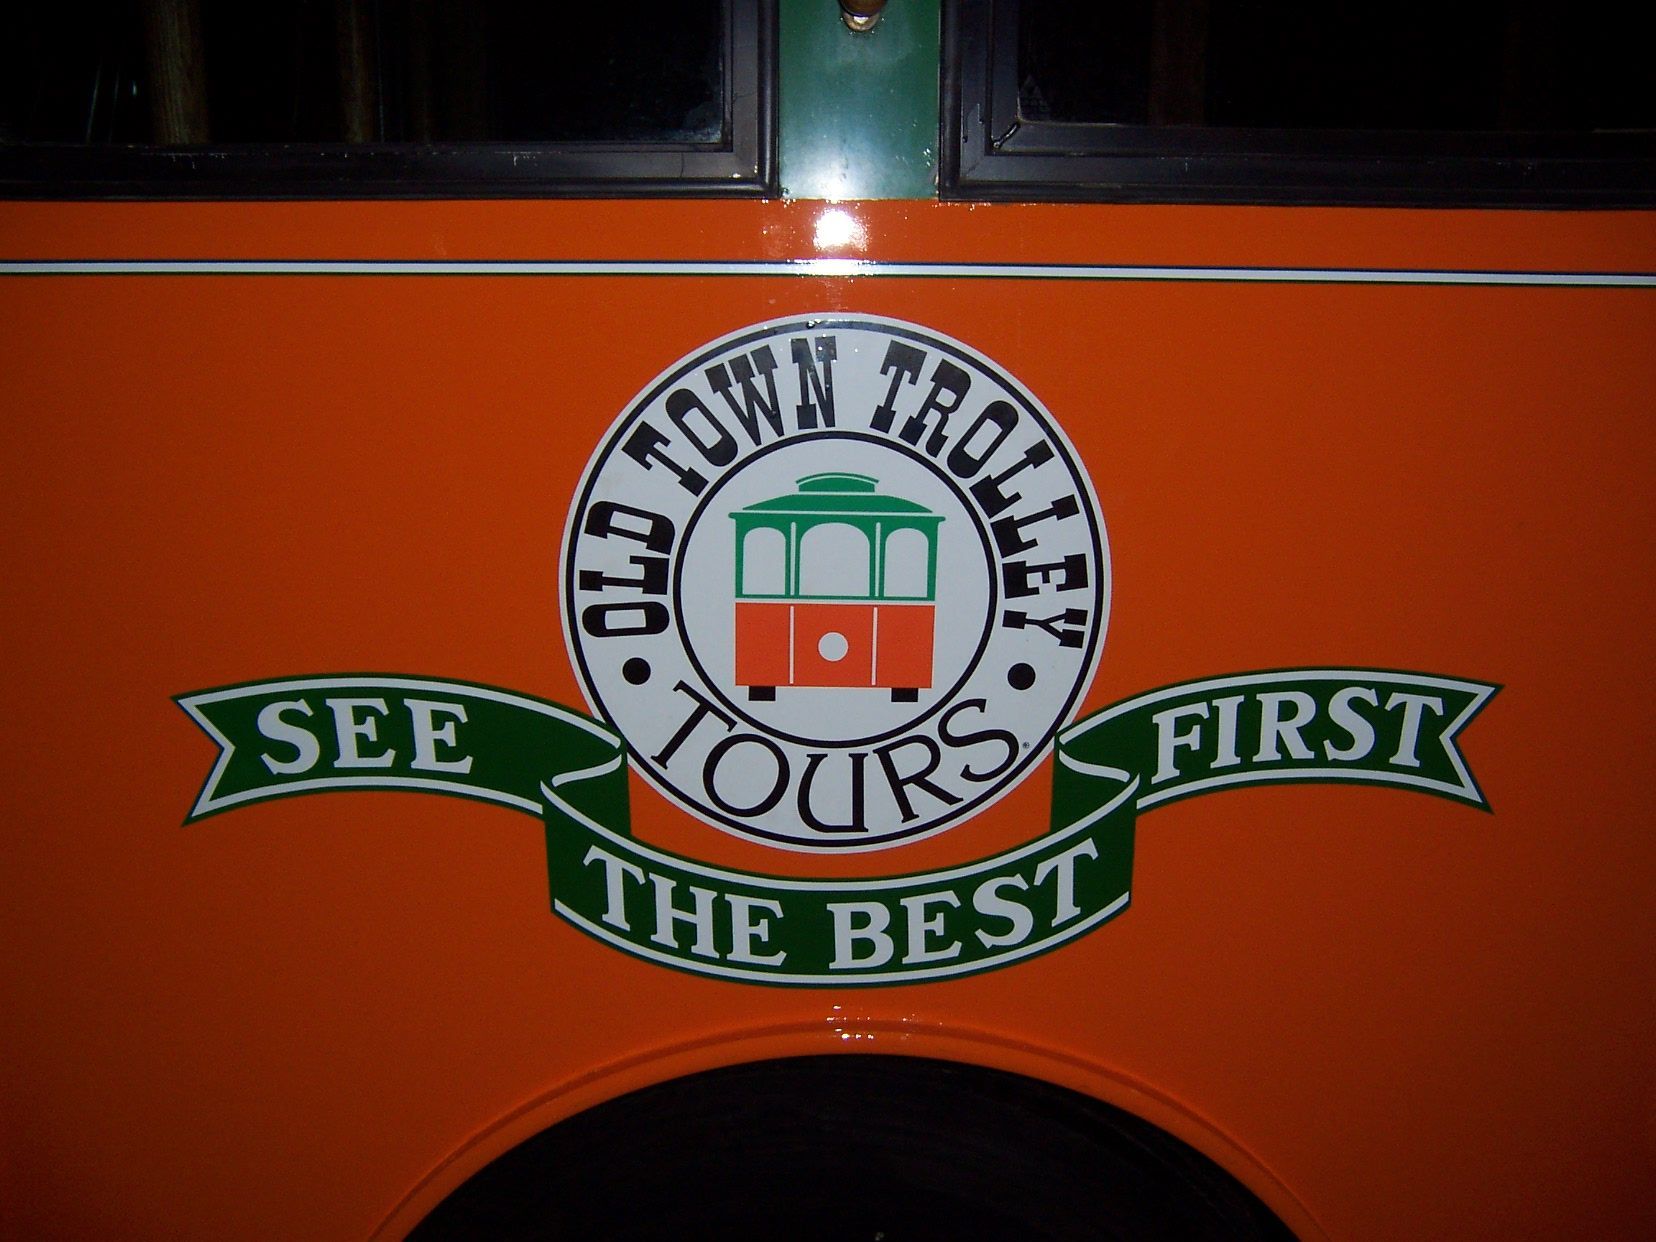 OLD TOWN TROLLEY
TOURS®
SEE
THE BEST
FIRST